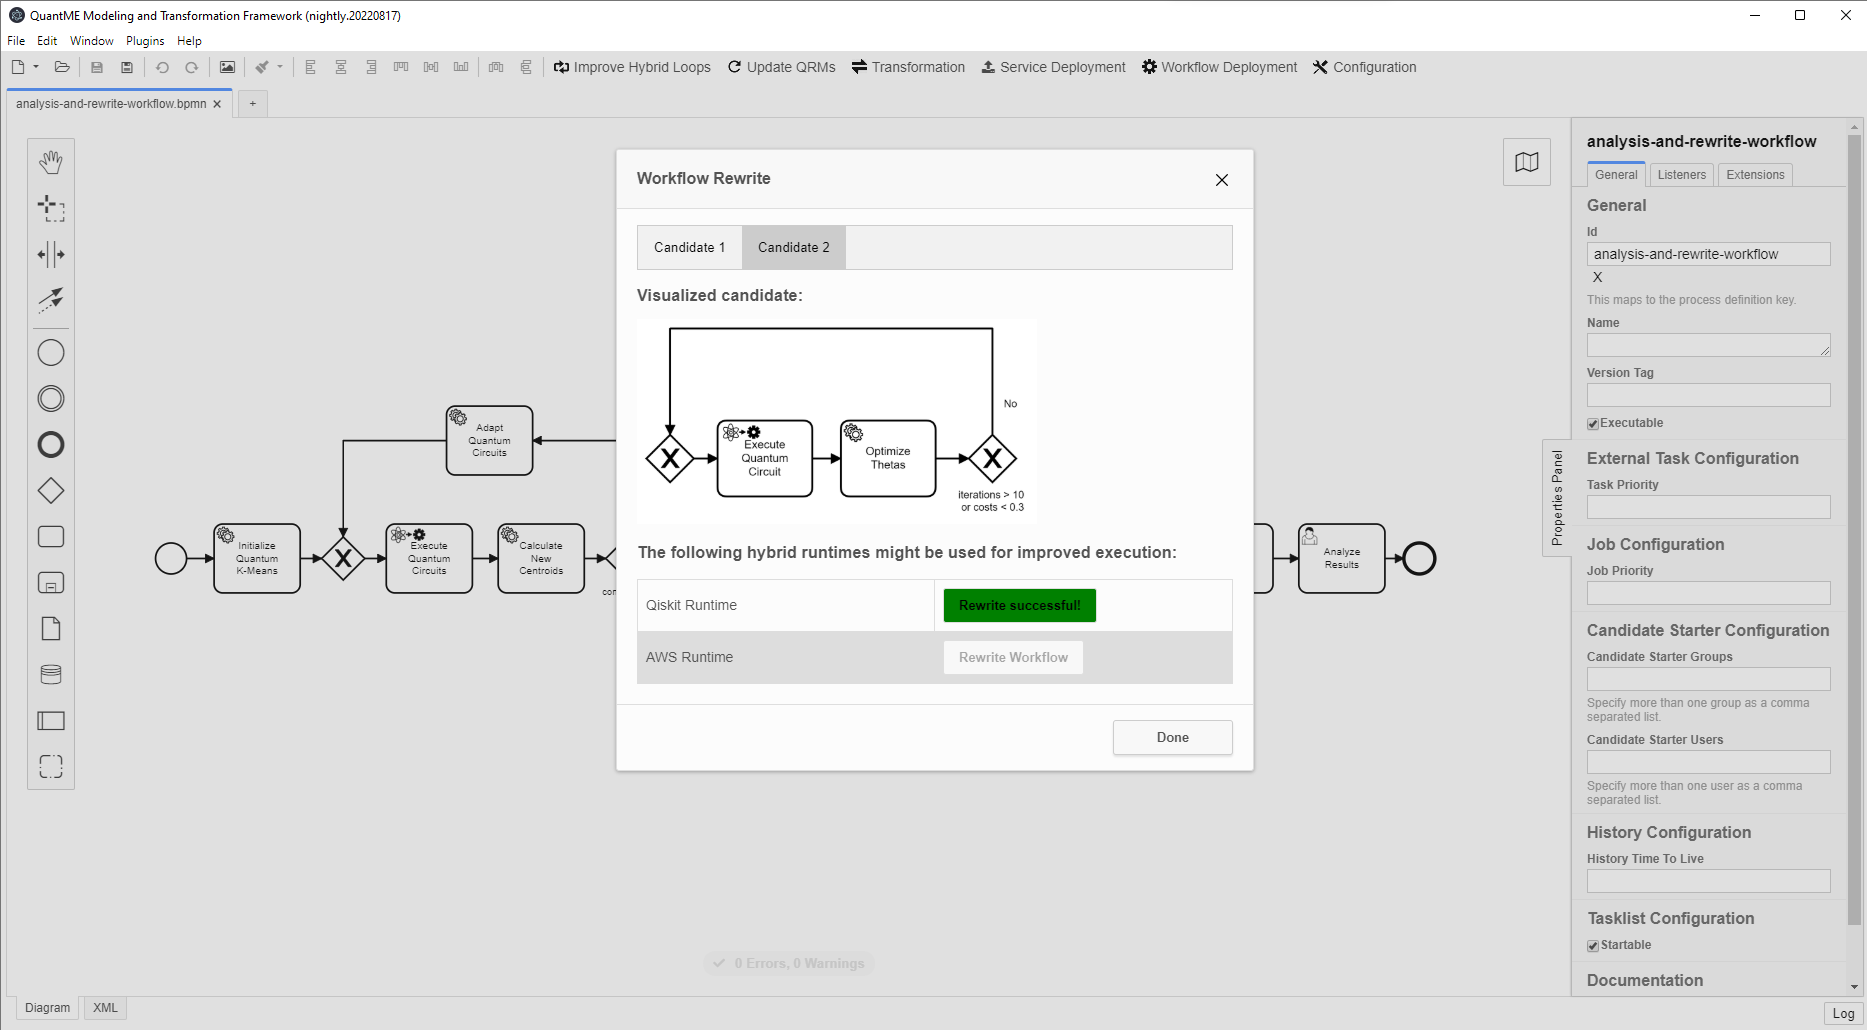 QuantME Modeling and Transformation Framework (nightly.20220817)
File Edit Window Plugins Help
Improve Hybrid Loops Update QRMs Transformation Service Deployment Workflow Deployment Configuration
analysis-and-rewrite-workflow.bpmn
+
Adapt
Quantum
Circuits
Initialize
Quantum
K-Means
X
Execute
Quantum
Circuits
Calculate
New
Centroids
Analyze
Results
Workflow Rewrite
Candidate 1 Candidate 2
Visualized candidate:
No
X
Execute
Quantum
Circuit
Optimize
Thetas
X
iterations > 10
or costs < 0.3
The following hybrid runtimes might be used for improved execution:
Qiskit Runtime Rewrite successful!
AWS Runtime Rewrite Workflow
Done
0 Errors, 0 Warnings
Properties Panel
analysis-and-rewrite-workflow
General Listeners Extensions
General
Id
analysis-and-rewrite-workflow
X
This maps to the process definition key.
Name
Version Tag
Executable
External Task Configuration
Task Priority
Job Configuration
Job Priority
Candidate Starter Configuration
Candidate Starter Groups
Specify more than one group as a comma
separated list.
Candidate Starter Users
Specify more than one user as a comma
separated list.
History Configuration
History Time To Live
Tasklist Configuration
Startable
Documentation
Diagram XML
Log